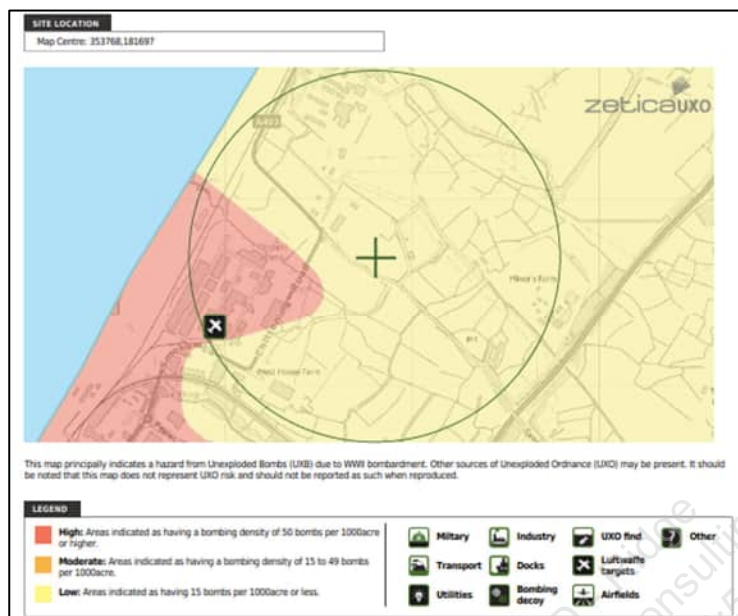 SITE LOCATION
Map Centre: 353768,181697
zeticauxo
A403
West House Farm
Minor's Farm
This map principally indicates a hazard from Unexploded Bombs (UXB) due to WWII bombardment. Other sources of Unexploded Ordnance (UXO) may be present. It should
be noted that this map does not represent UXO risk and should not be reported as such when reproduced.
LEGEND
High: Areas indicated as having a bombing density of 50 bombs per 1000acre
or higher.
Moderate: Areas indicated as having a bombing density of 15 to 49 bombs
per 1000acre.
Low: Areas indicated as having 15 bombs per 1000acre or less.
Military
Industry
UXO find
Other
Transport
Docks
Luftwaffe
targets
Utilities
Bombing
decoy
Airfields